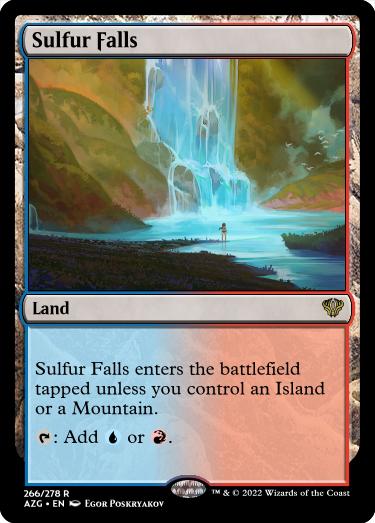 Sulfur Falls
Land
Sulfur Falls enters the battlefield
tapped unless you control an Island
or a Mountain.
: Add or .
266/278 R
AZG • EN Egor Poskryakov
™ & © 2022 Wizards of the Coast